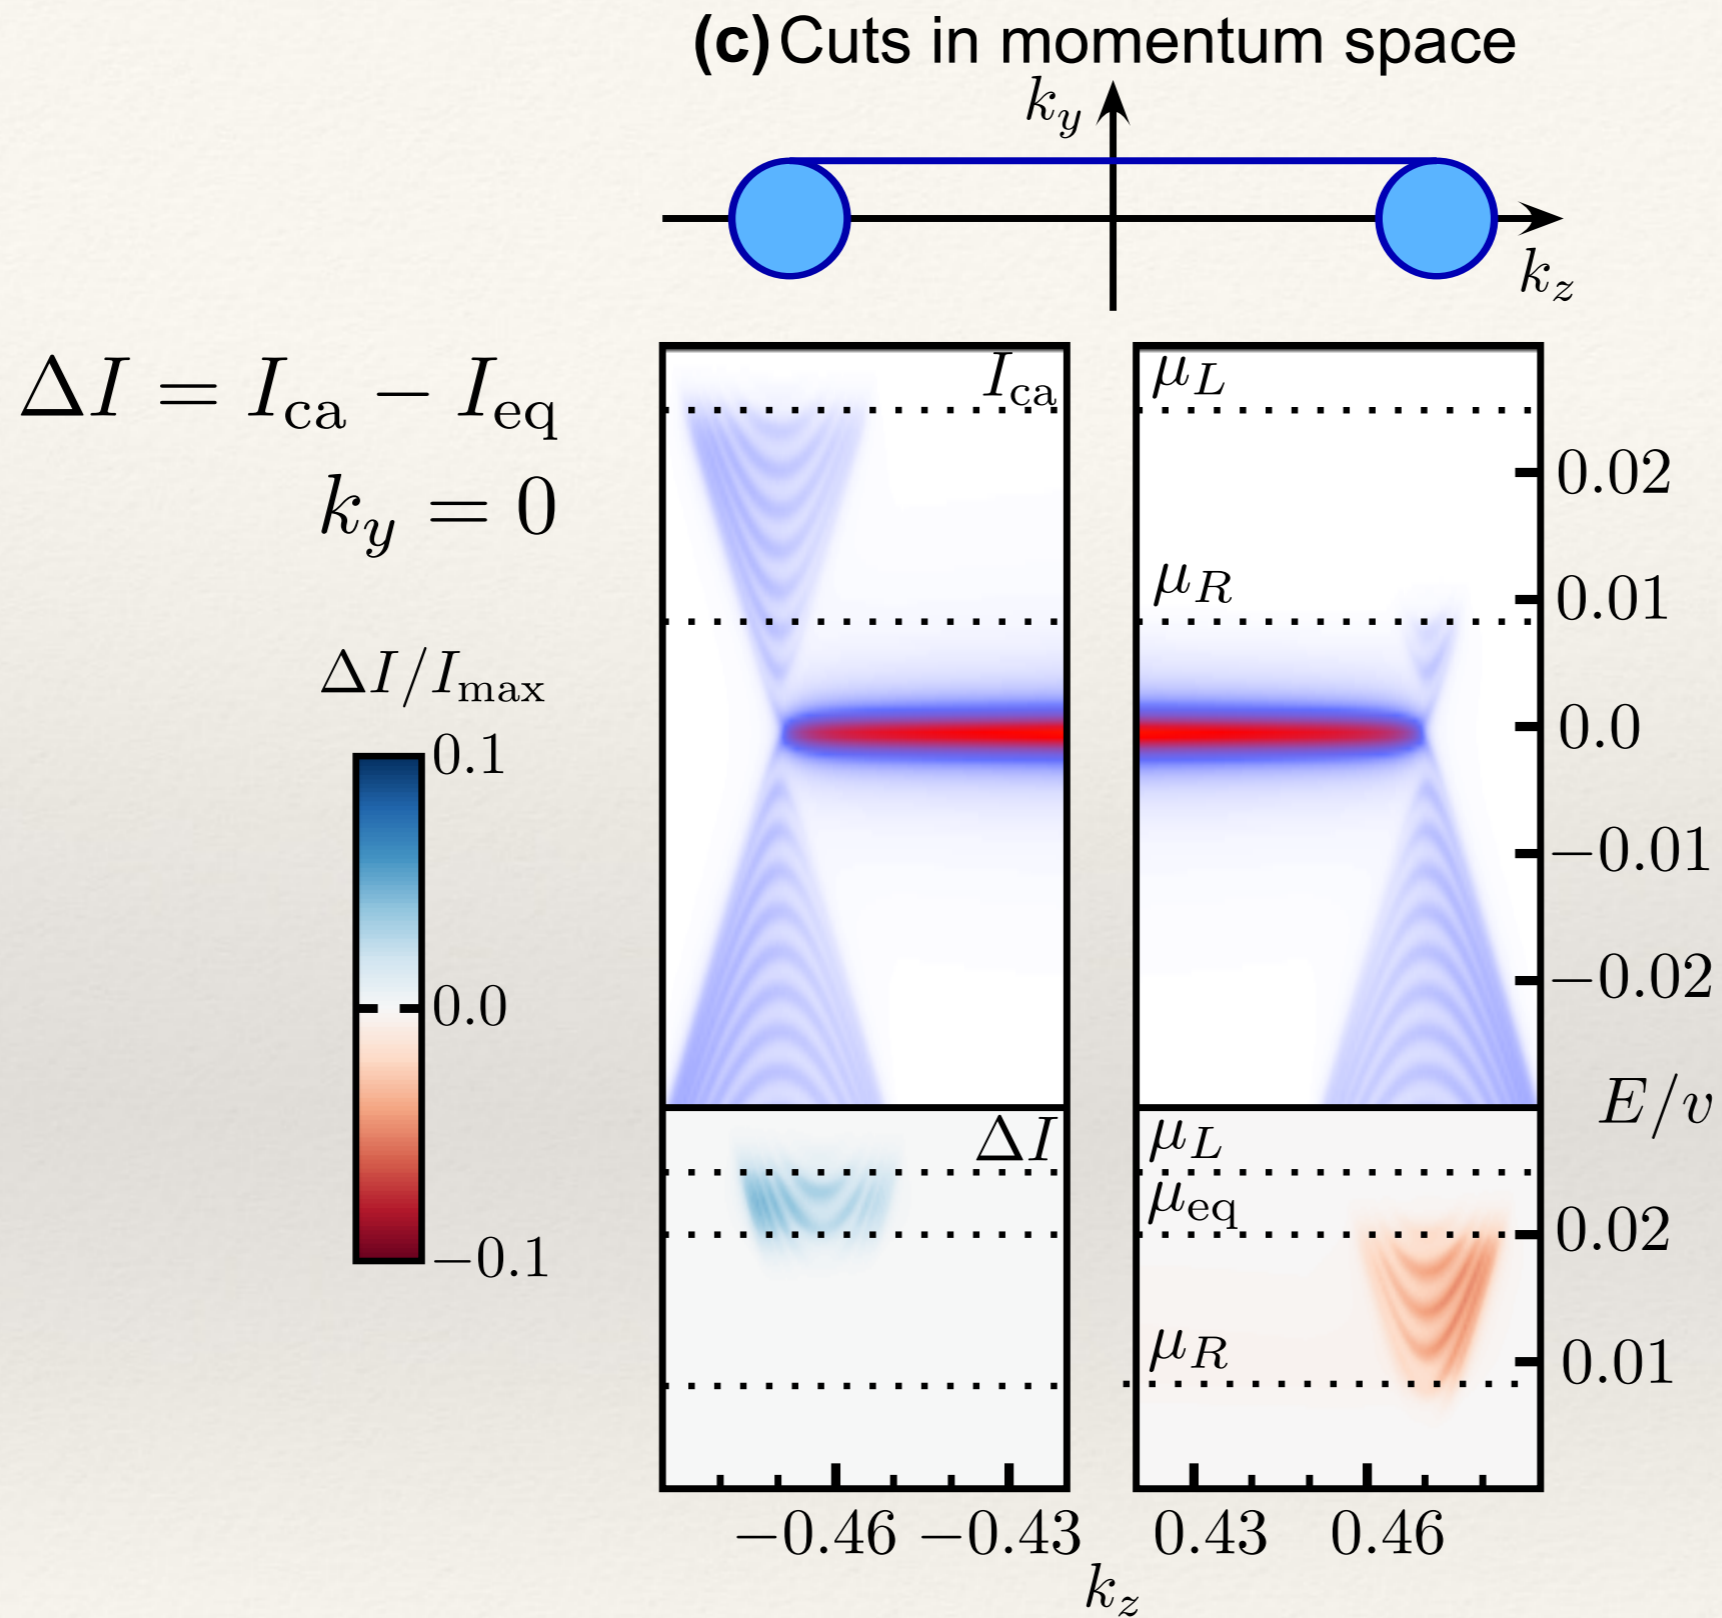 (c) Cuts in momentum space
k_y
k_z
ΔI = I_ca − I_eq
k_y = 0
ΔI/I_max
0.1
0.0
−0.1
I_ca
μ_L
0.02
μ_R
0.01
0.0
−0.01
−0.02
E/v
ΔI
μ_L
μ_eq
0.02
μ_R
0.01
−0.46 −0.43 0.43 0.46
k_z